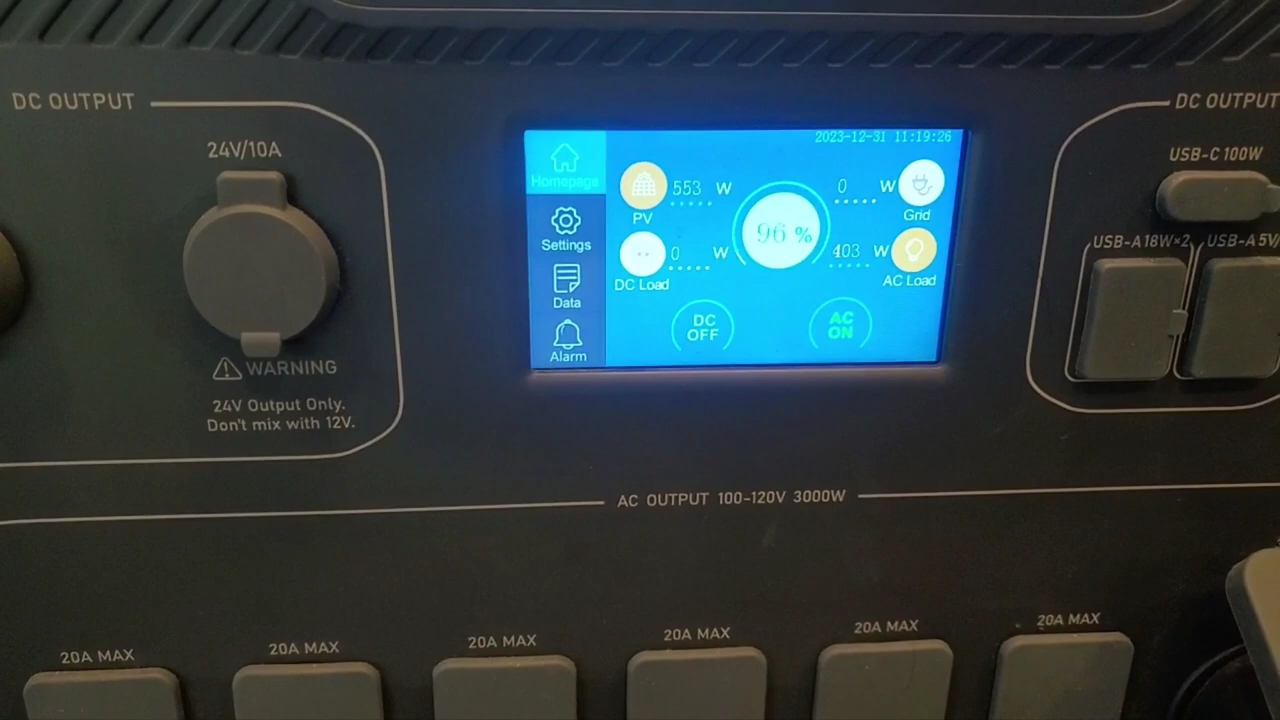 DC OUTPUT
24V/10A
WARNING
24V Output Only.
Don't mix with 12V.
2023-12-31 11:19:26
Homepage
Settings
Data
Alarm
553 W
PV
0 W
DC Load
96 %
0 W
Grid
403 W
AC Load
DC
OFF
AC
ON
DC OUTPUT
USB-C 100W
USB-A 18W×2
USB-A 5V/
AC OUTPUT 100-120V 3000W
20A MAX
20A MAX
20A MAX
20A MAX
20A MAX
20A MAX